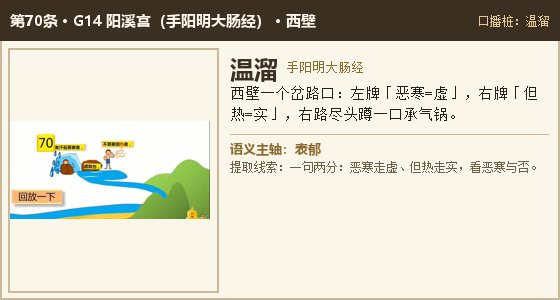 第70条·G14 阳溪宫（手阳明大肠经）·西壁
口播桩：温溜
温溜 手阳明大肠经
西壁一个岔路口：左牌「恶寒=虚」，右牌「但
热=实」，右路尽头蹲一口承气锅。
语义主轴：表郁
提取线索：一句两分：恶寒走虚、但热走实，看恶寒与否。
70
回放一下